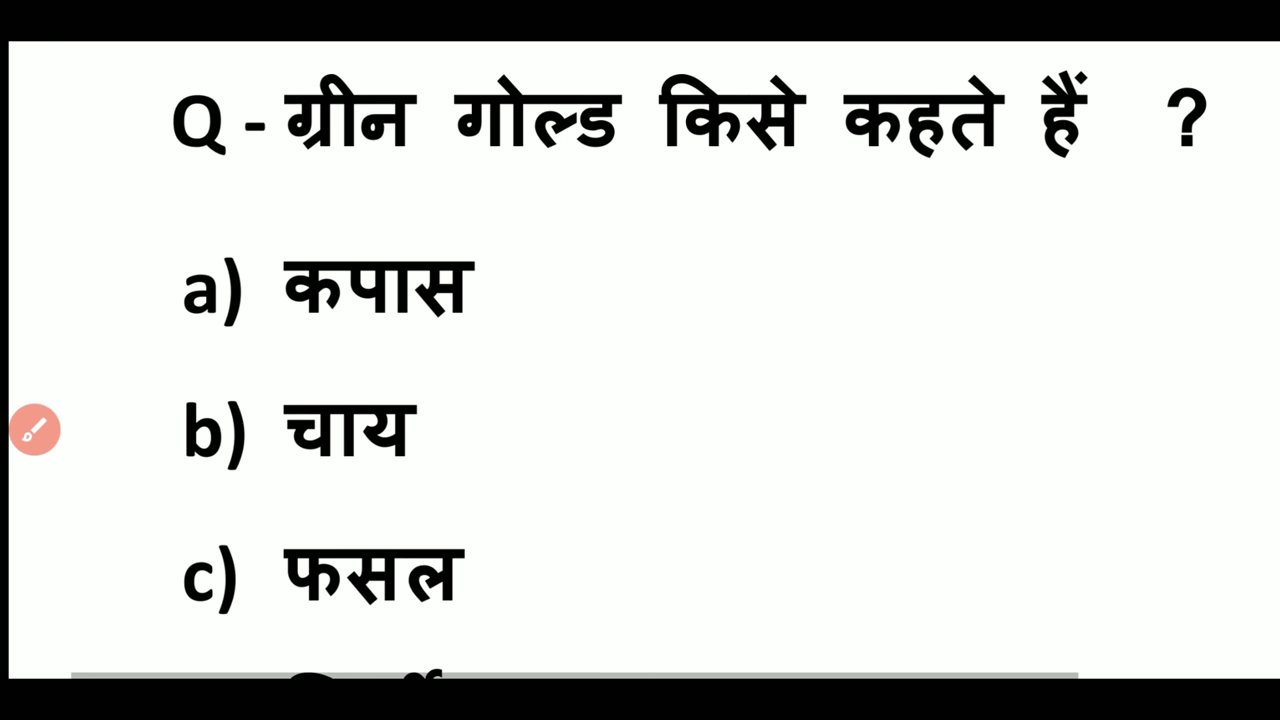 Q - ग्रीन गोल्ड किसे कहते हैं ?
a) कपास
b) चाय
c) फसल